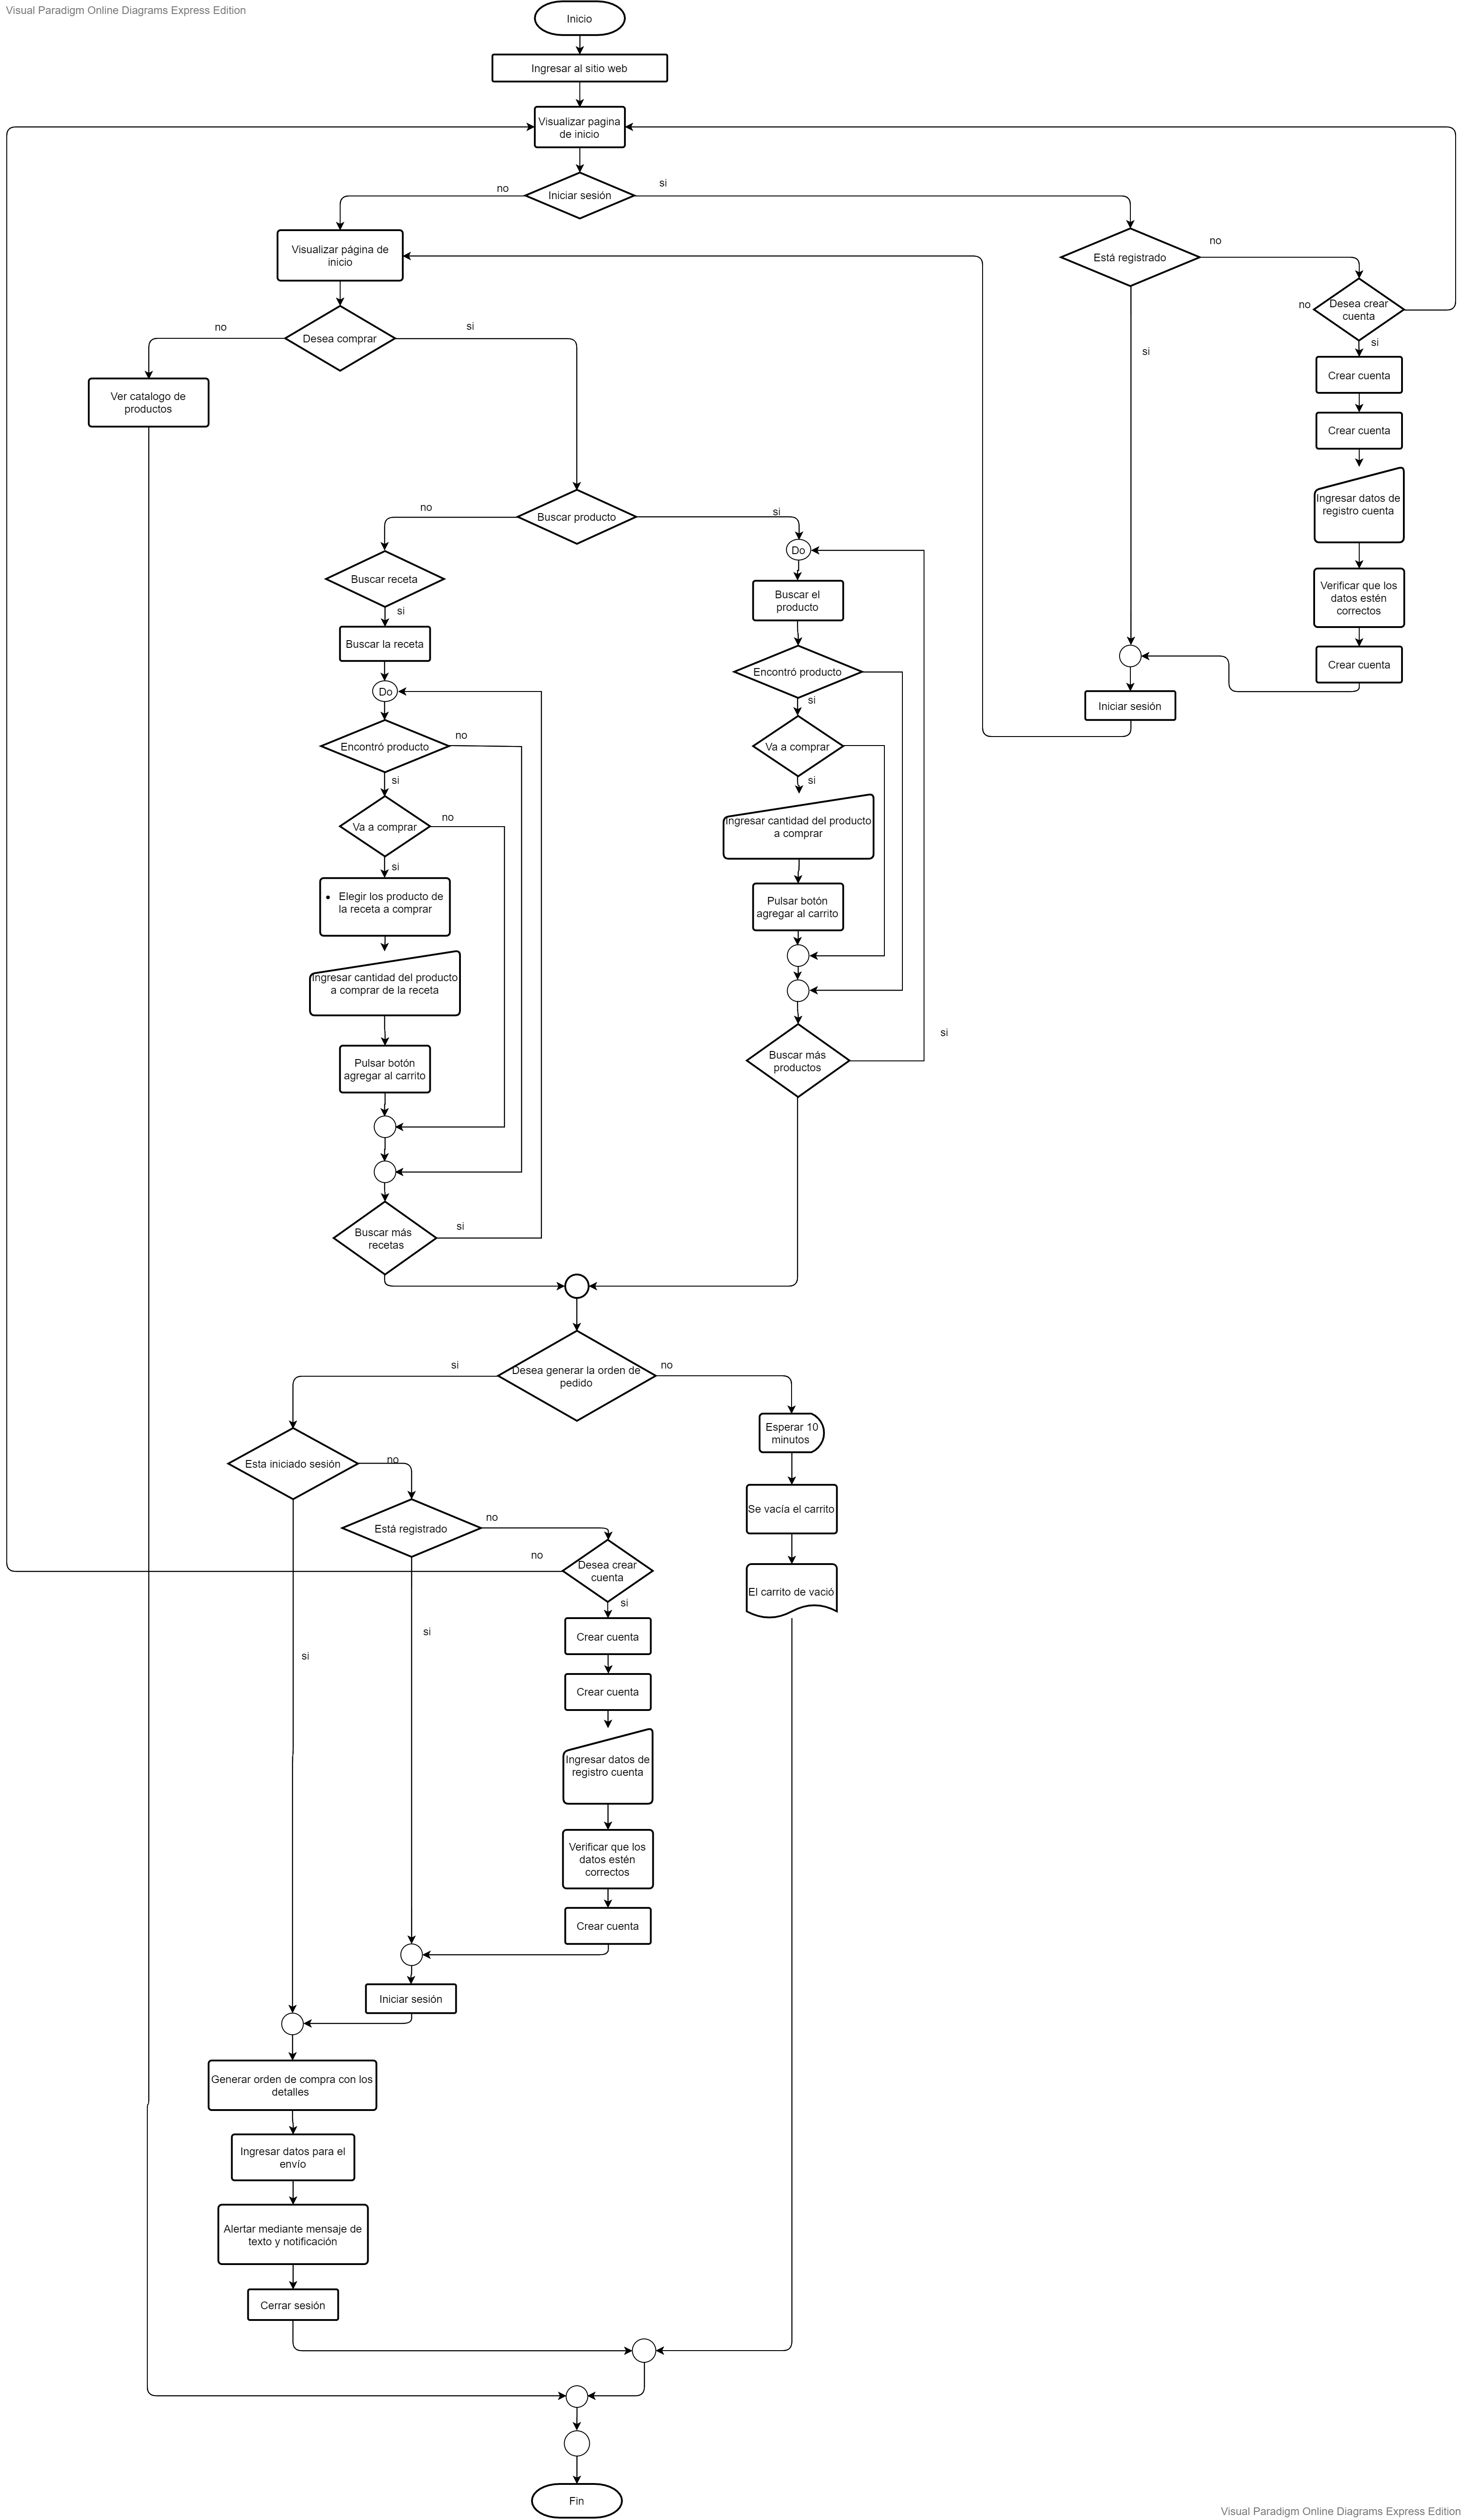 Visual Paradigm Online Diagrams Express Edition
Inicio
Ingresar al sitio web
Visualizar pagina
de inicio
Iniciar sesión
no
si
Visualizar página de
inicio
Está registrado
no
Desea crear
cuenta
no
si
si
Crear cuenta
Crear cuenta
Ingresar datos de
registro cuenta
Verificar que los
datos estén
correctos
Crear cuenta
Iniciar sesión
Desea comprar
no
si
Ver catalogo de
productos
Buscar producto
no
si
Buscar receta
si
Buscar la receta
Do
Encontró producto
no
si
Va a comprar
no
si
• Elegir los producto de
la receta a comprar
Ingresar cantidad del producto
a comprar de la receta
Pulsar botón
agregar al carrito
Buscar más
recetas
si
Do
Buscar el
producto
Encontró producto
si
Va a comprar
si
Ingresar cantidad del producto
a comprar
Pulsar botón
agregar al carrito
Buscar más
productos
si
Desea generar la orden de
pedido
si
no
Esperar 10
minutos
Se vacía el carrito
El carrito de vació
Esta iniciado sesión
no
si
Está registrado
no
si
Desea crear
cuenta
no
si
Crear cuenta
Crear cuenta
Ingresar datos de
registro cuenta
Verificar que los
datos estén
correctos
Crear cuenta
Iniciar sesión
Generar orden de compra con los
detalles
Ingresar datos para el
envío
Alertar mediante mensaje de
texto y notificación
Cerrar sesión
Fin
Visual Paradigm Online Diagrams Express Edition